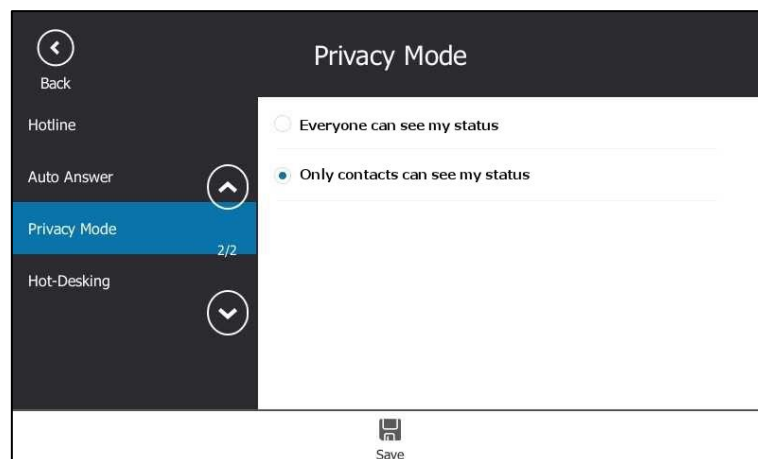 Privacy Mode
Back
Hotline
Auto Answer
Privacy Mode
2/2
Hot-Desking
Everyone can see my status
Only contacts can see my status
Save